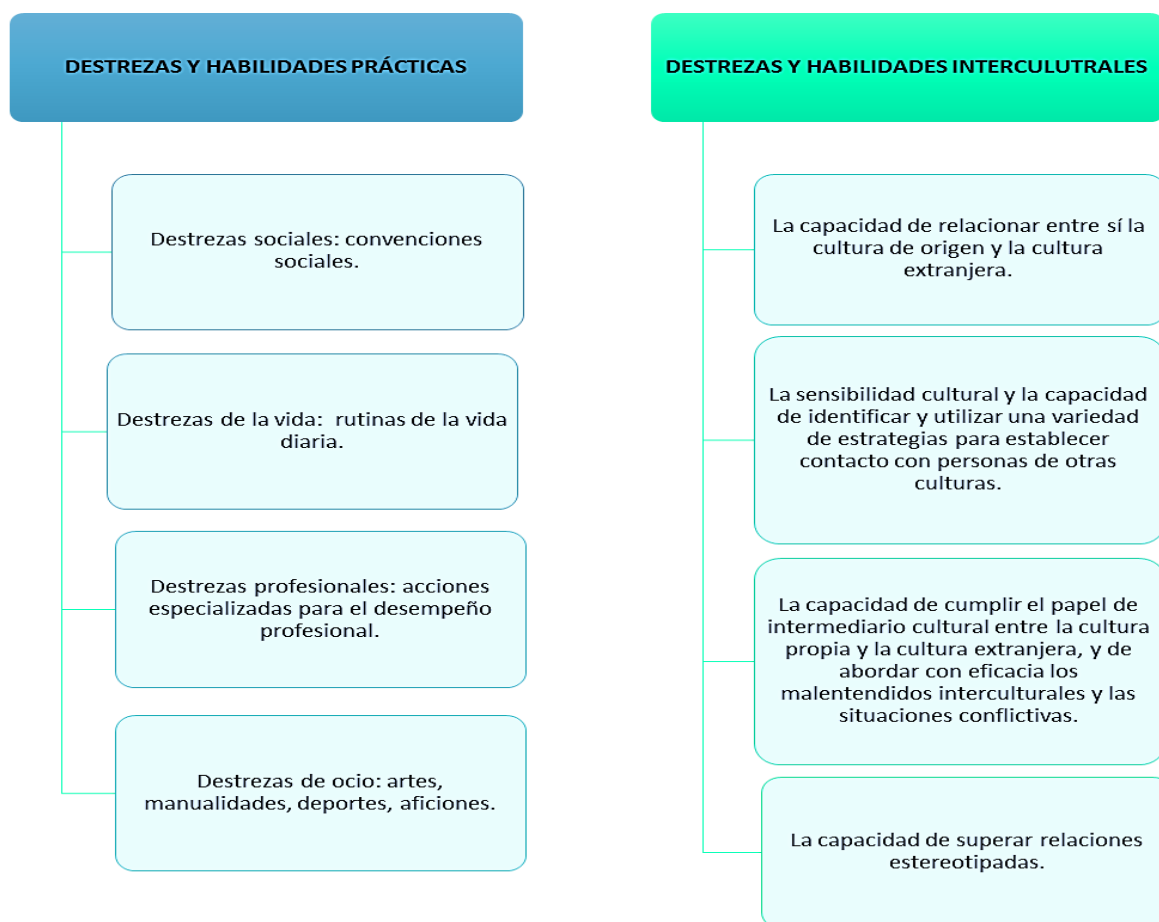 DESTREZAS Y HABILIDADES PRÁCTICAS
Destrezas sociales: convenciones
sociales.
Destrezas de la vida:  rutinas de la vida
diaria.
Destrezas profesionales: acciones
especializadas para el desempeño
profesional.
Destrezas de ocio: artes,
manualidades, deportes, aficiones.
DESTREZAS Y HABILIDADES INTERCULUTRALES
La capacidad de relacionar entre sí la
cultura de origen y la cultura
extranjera.
La sensibilidad cultural y la capacidad
de identificar y utilizar una variedad
de estrategias para establecer
contacto con personas de otras
culturas.
La capacidad de cumplir el papel de
intermediario cultural entre la cultura
propia y la cultura extranjera, y de
abordar con eficacia los
malentendidos interculturales y las
situaciones conflictivas.
La capacidad de superar relaciones
estereotipadas.